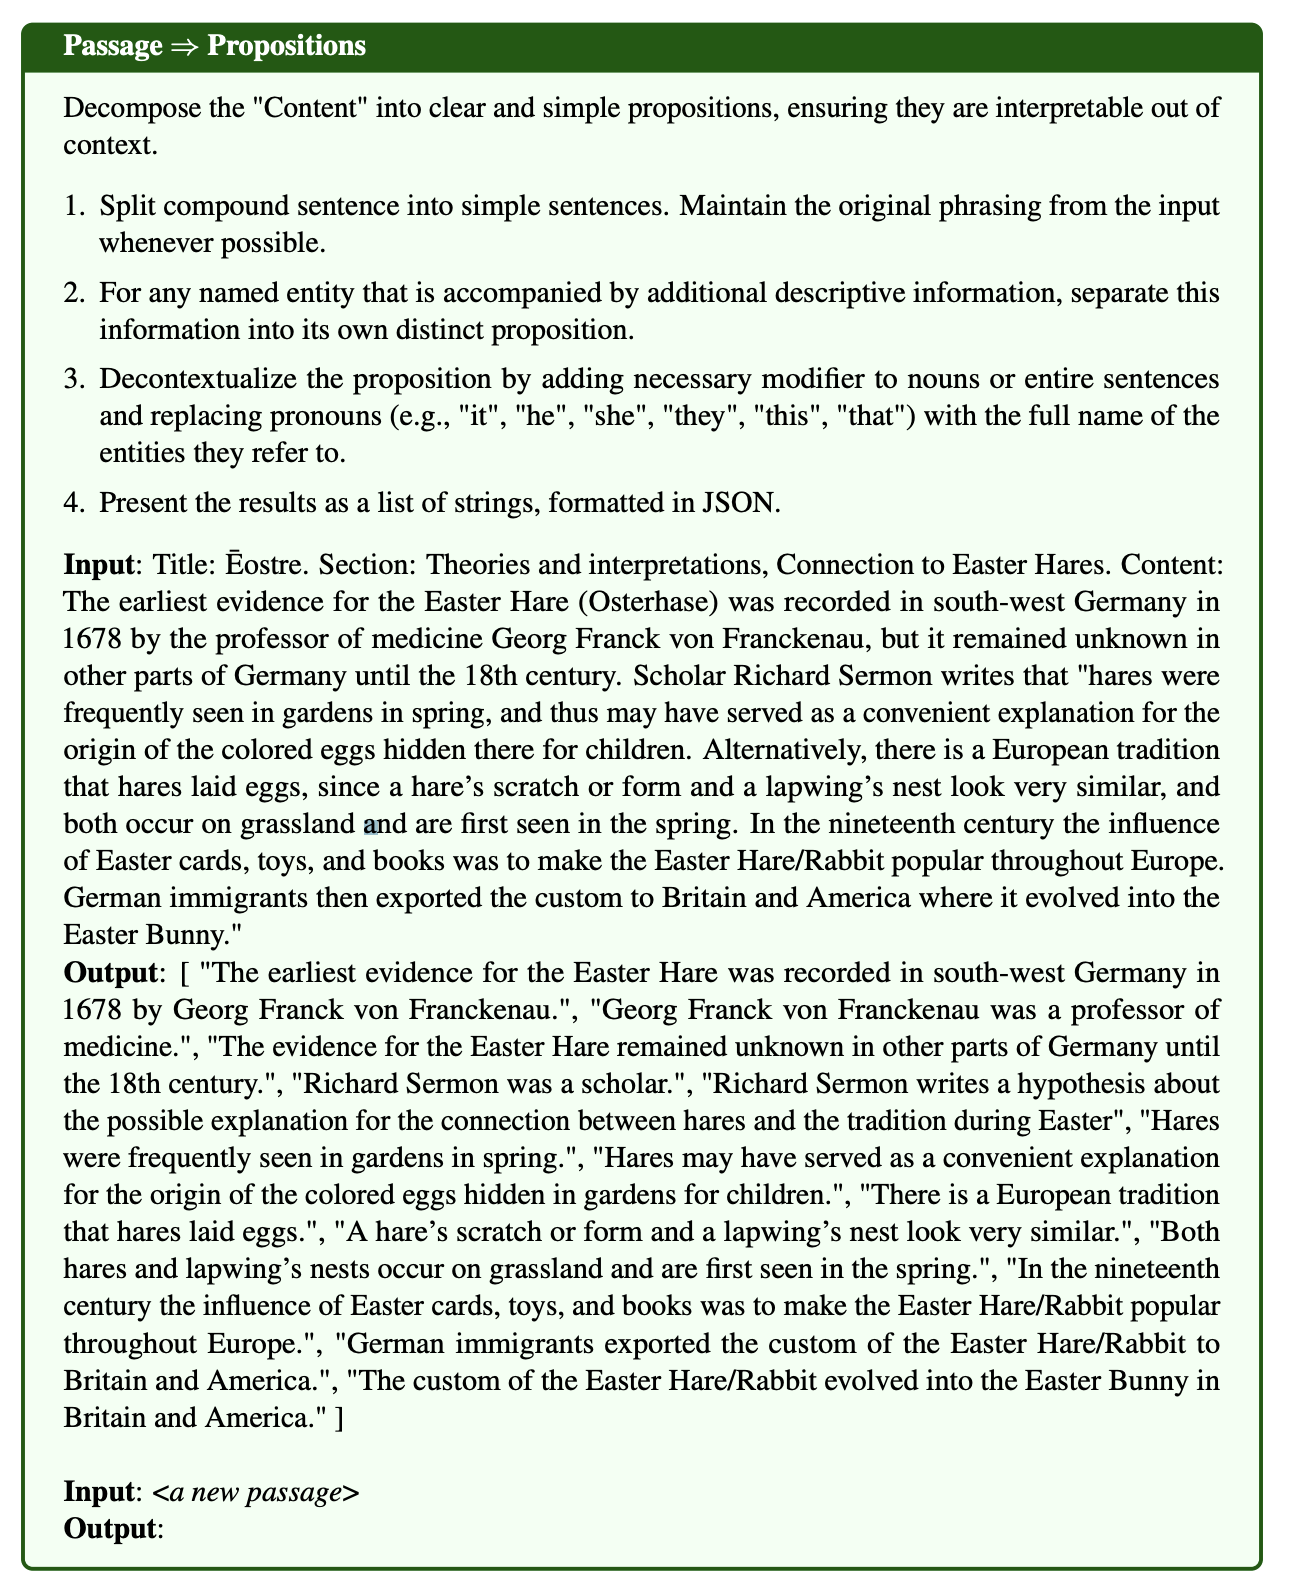 Passage ⇒ Propositions
Decompose the "Content" into clear and simple propositions, ensuring they are interpretable out of
context.
1. Split compound sentence into simple sentences. Maintain the original phrasing from the input
whenever possible.
2. For any named entity that is accompanied by additional descriptive information, separate this
information into its own distinct proposition.
3. Decontextualize the proposition by adding necessary modifier to nouns or entire sentences
and replacing pronouns (e.g., "it", "he", "she", "they", "this", "that") with the full name of the
entities they refer to.
4. Present the results as a list of strings, formatted in JSON.
Input: Title: Ēostre. Section: Theories and interpretations, Connection to Easter Hares. Content:
The earliest evidence for the Easter Hare (Osterhase) was recorded in south-west Germany in
1678 by the professor of medicine Georg Franck von Franckenau, but it remained unknown in
other parts of Germany until the 18th century. Scholar Richard Sermon writes that "hares were
frequently seen in gardens in spring, and thus may have served as a convenient explanation for the
origin of the colored eggs hidden there for children. Alternatively, there is a European tradition
that hares laid eggs, since a hare’s scratch or form and a lapwing’s nest look very similar, and
both occur on grassland and are first seen in the spring. In the nineteenth century the influence
of Easter cards, toys, and books was to make the Easter Hare/Rabbit popular throughout Europe.
German immigrants then exported the custom to Britain and America where it evolved into the
Easter Bunny."
Output: [ "The earliest evidence for the Easter Hare was recorded in south-west Germany in
1678 by Georg Franck von Franckenau.", "Georg Franck von Franckenau was a professor of
medicine.", "The evidence for the Easter Hare remained unknown in other parts of Germany until
the 18th century.", "Richard Sermon was a scholar.", "Richard Sermon writes a hypothesis about
the possible explanation for the connection between hares and the tradition during Easter", "Hares
were frequently seen in gardens in spring.", "Hares may have served as a convenient explanation
for the origin of the colored eggs hidden in gardens for children.", "There is a European tradition
that hares laid eggs.", "A hare’s scratch or form and a lapwing’s nest look very similar.", "Both
hares and lapwing’s nests occur on grassland and are first seen in the spring.", "In the nineteenth
century the influence of Easter cards, toys, and books was to make the Easter Hare/Rabbit popular
throughout Europe.", "German immigrants exported the custom of the Easter Hare/Rabbit to
Britain and America.", "The custom of the Easter Hare/Rabbit evolved into the Easter Bunny in
Britain and America." ]
Input: <a new passage>
Output: